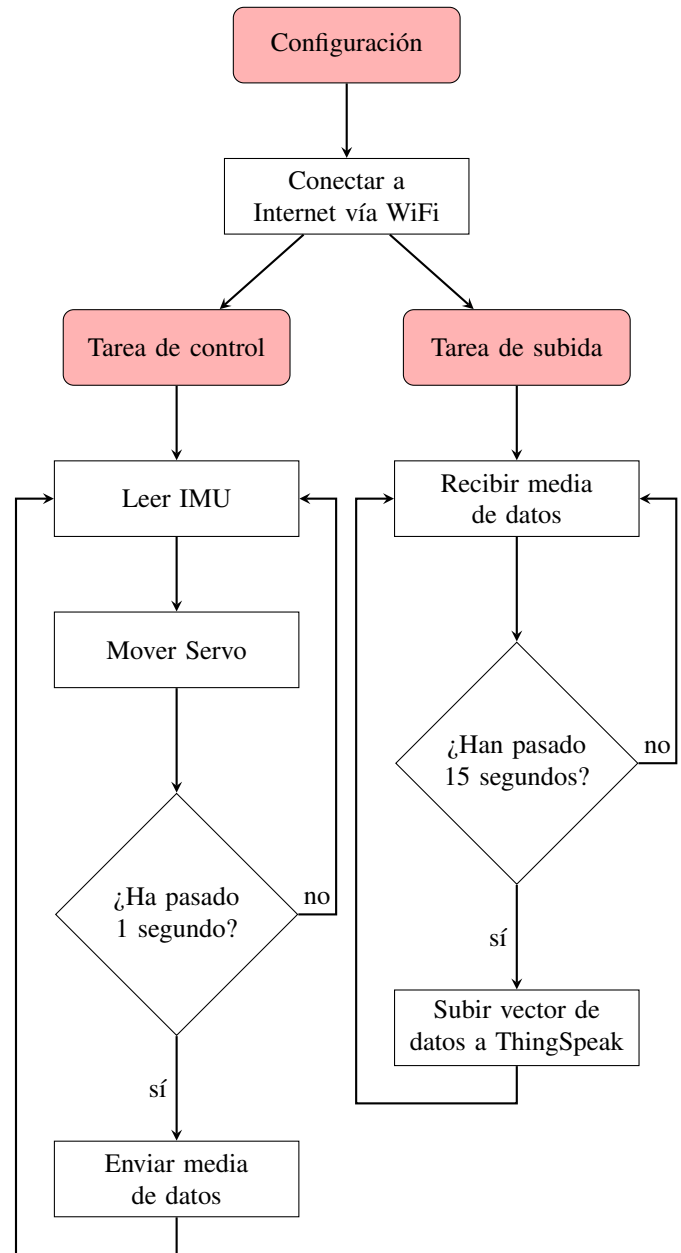 Configuración
Conectar a
Internet vía WiFi
Tarea de control
Leer IMU
Mover Servo
¿Ha pasado
1 segundo?
no
sí
Enviar media
de datos
Tarea de subida
Recibir media
de datos
¿Han pasado
15 segundos?
no
sí
Subir vector de
datos a ThingSpeak